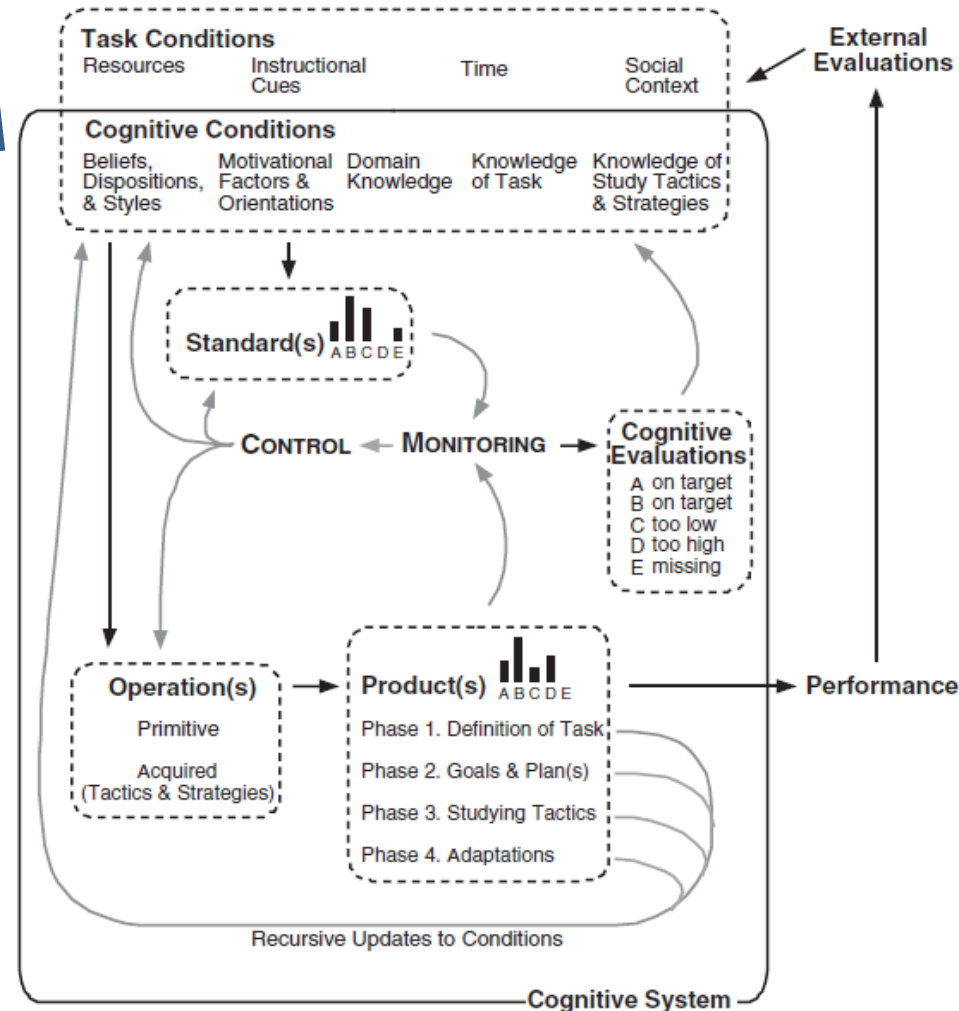 Task Conditions
Resources
Instructional
Cues
Time
Social
Context
External
Evaluations
Cognitive Conditions
Beliefs,
Dispositions,
& Styles
Motivational
Factors &
Orientations
Domain
Knowledge
Knowledge
of Task
Knowledge of
Study Tactics
& Strategies
Standard(s)
A B C D E
CONTROL
MONITORING
Cognitive
Evaluations
A on target
B on target
C too low
D too high
E missing
Operation(s)
Primitive
Acquired
(Tactics & Strategies)
Product(s)
A B C D E
Phase 1. Definition of Task
Phase 2. Goals & Plan(s)
Phase 3. Studying Tactics
Phase 4. Adaptations
Performance
Recursive Updates to Conditions
Cognitive System